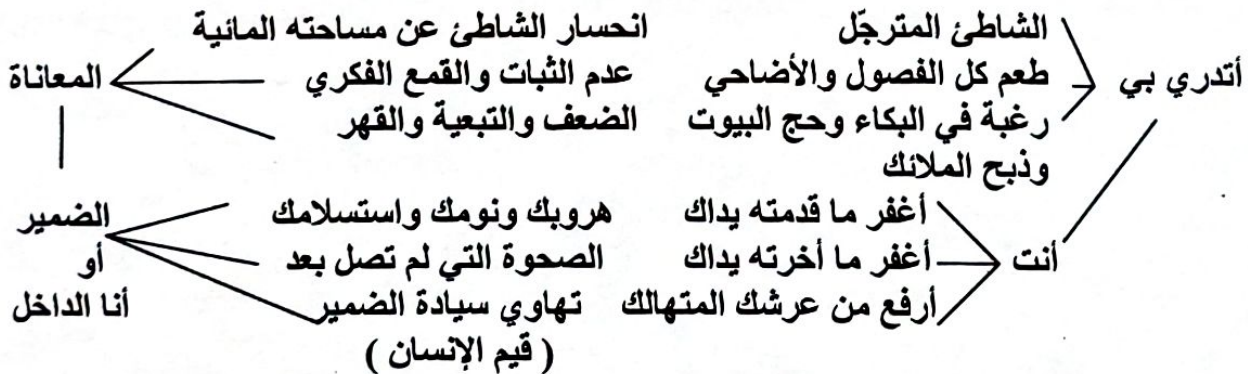 الشاطئ المترجّل انحسار الشاطئ عن مساحته المائية
أتدري بي طعم كل الفصول والأضاحي عدم الثبات والقمع الفكري المعاناة
رغبة في البكاء وحج البيوت الضعف والتبعية والقهر
وذبح الملائك
أغفر ما قدمته يداك هروبك ونومك واستسلامك الضمير
أنت أغفر ما أخرته يداك الصحوة التي لم تصل بعد أو
أرفع من عرشك المتهالك تهاوي سيادة الضمير أنا الداخل
( قيم الإنسان )